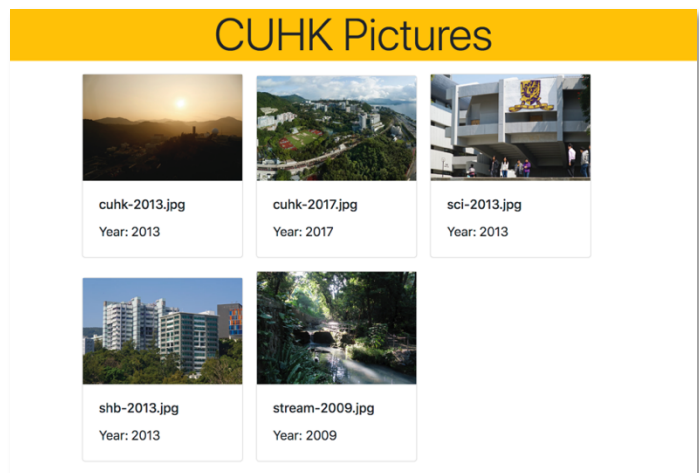 CUHK Pictures
cuhk-2013.jpg
Year: 2013
cuhk-2017.jpg
Year: 2017
sci-2013.jpg
Year: 2013
shb-2013.jpg
Year: 2013
stream-2009.jpg
Year: 2009